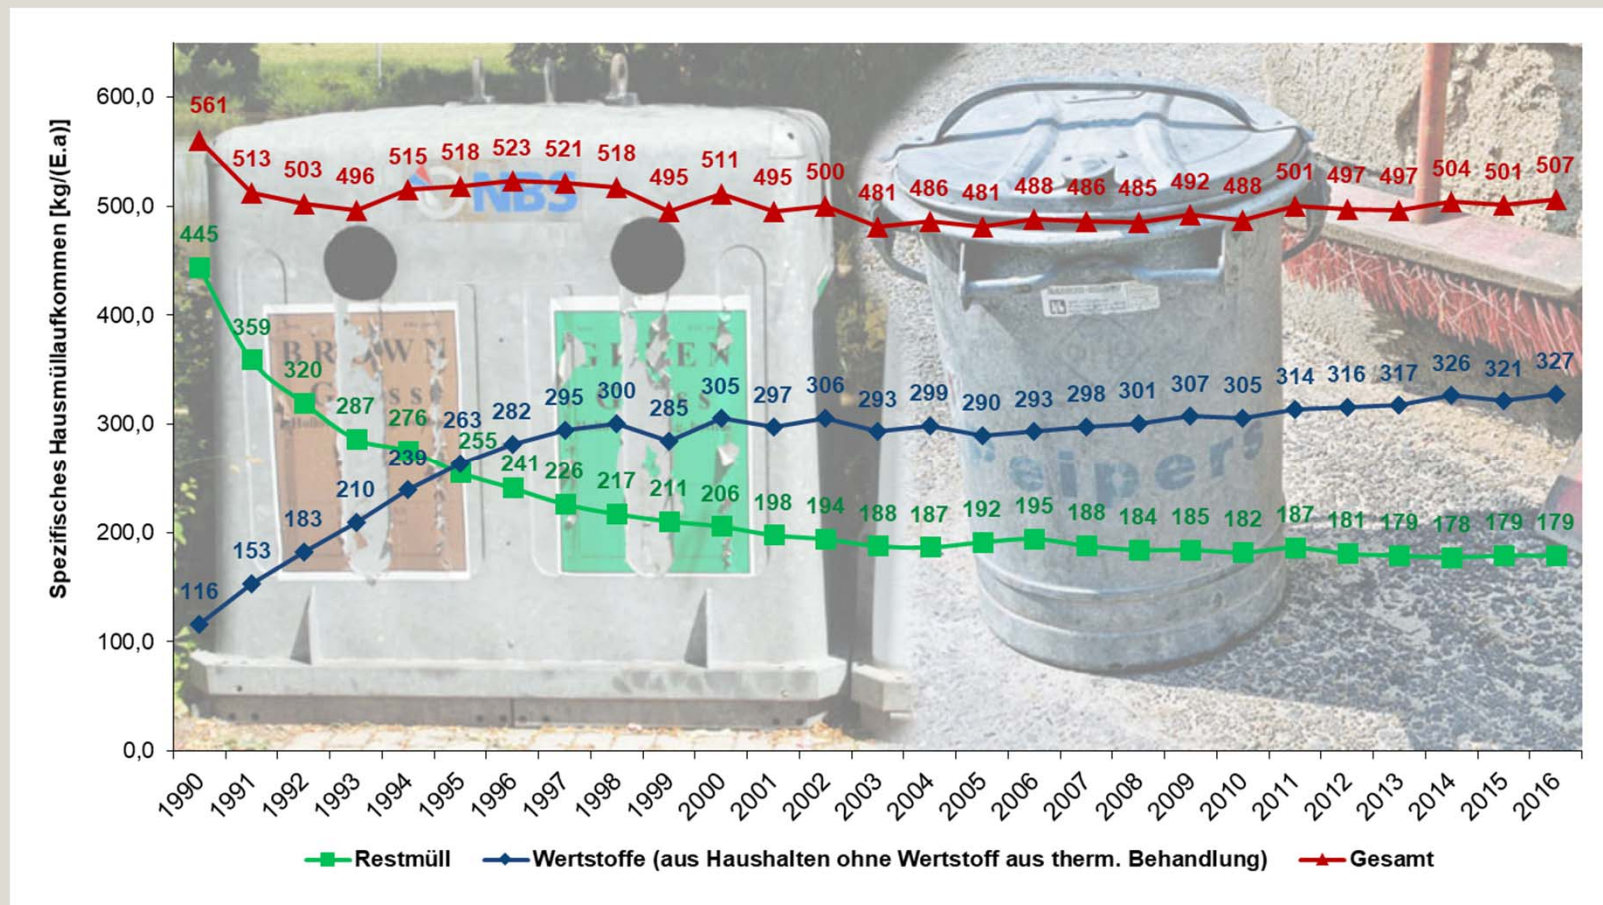 Spezifisches Hausmüllaufkommen [kg/(E.a)]
600,0
500,0
400,0
300,0
200,0
100,0
0,0
561 513 503 496 515 518 523 521 518 495 511 495 500 481 486 481 488 486 485 492 488 501 497 497 504 501 507
445 359 320 287 276 255 241 226 217 211 206 198 194 188 187 192 195 188 184 185 182 187 181 179 178 179 179
116 153 183 210 239 263 282 295 300 285 305 297 306 293 299 290 293 298 301 307 305 314 316 317 326 321 327
NBS
BROWN
GREEN
1990 1991 1992 1993 1994 1995 1996 1997 1998 1999 2000 2001 2002 2003 2004 2005 2006 2007 2008 2009 2010 2011 2012 2013 2014 2015 2016
Restmüll Wertstoffe (aus Haushalten ohne Wertstoff aus therm. Behandlung) Gesamt